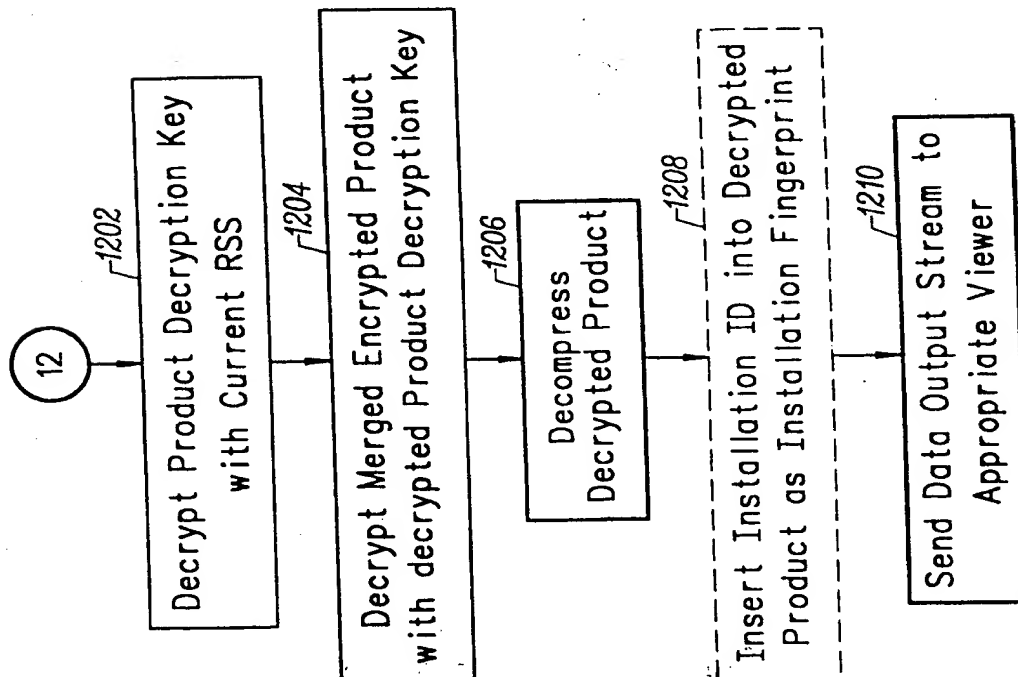 12
1202
Decrypt Product Decryption Key
with Current RSS
1204
Decrypt Merged Encrypted Product
with decrypted Product Decryption Key
1206
Decompress
Decrypted Product
1208
Insert Installation ID into Decrypted
Product as Installation Fingerprint
1210
Send Data Output Stream to
Appropriate Viewer